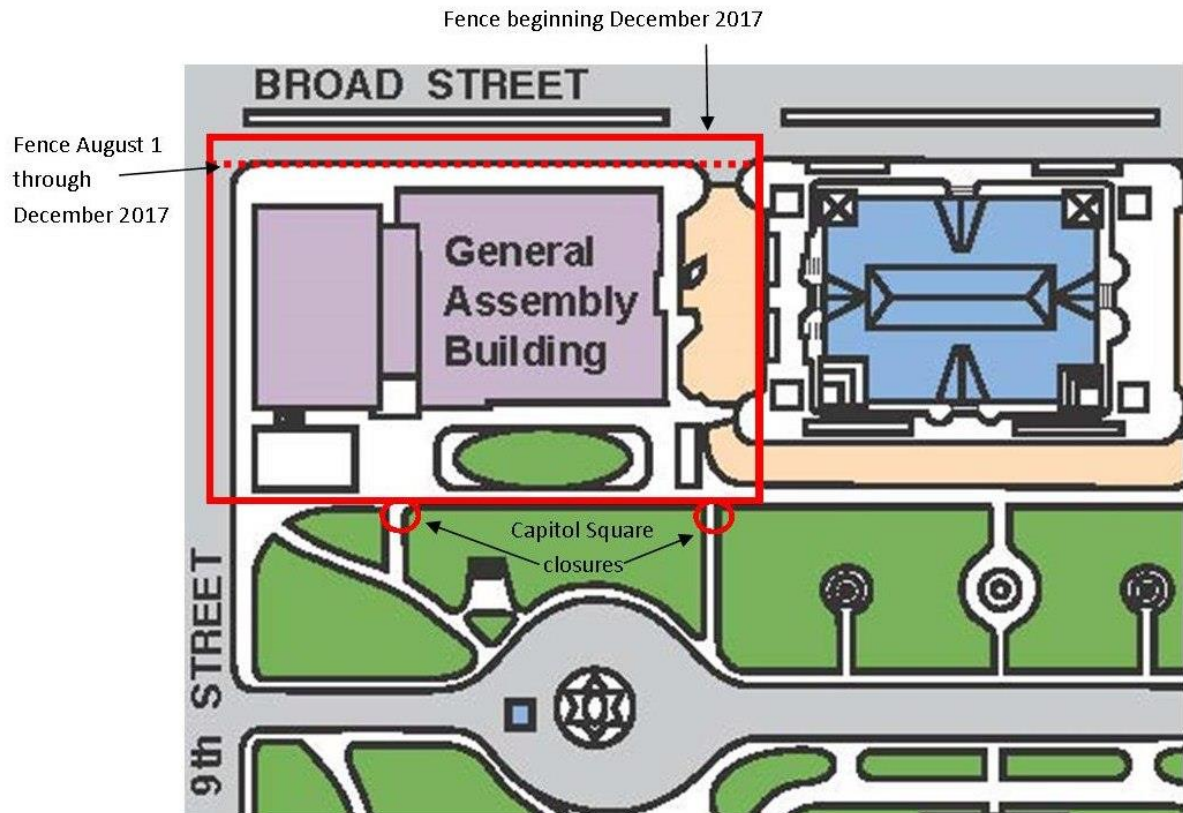 Fence beginning December 2017
BROAD STREET
Fence August 1
through
December 2017
General
Assembly
Building
Capitol Square
closures
9th STREET